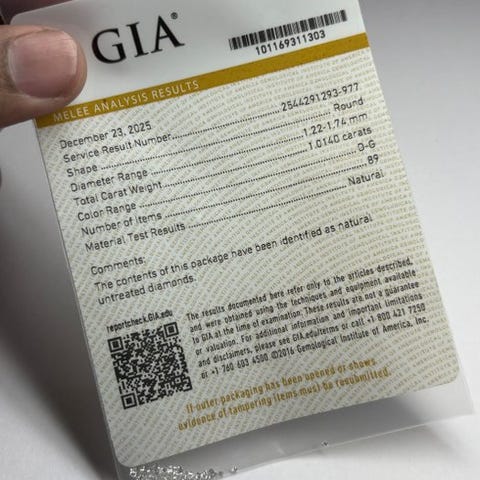 GIA®
101169311303
MELEE ANALYSIS RESULTS
December 23, 2025
Service Result Number 2544291293-977
Shape Round
Diameter Range 1.22-1.74 mm
Total Carat Weight 1.0140 carats
Color Range D-G
Number of Items 89
Material Test Results Natural
Comments:
The contents of this package have been identified as natural
untreated diamonds.
reportcheck.GIA.edu
The results documented here refer only to the articles described,
and were obtained using the techniques and equipment available
to GIA at the time of examination. These results are not a guarantee
or valuation. For additional information and important limitations
and disclaimers, please see GIA.edu/terms or call +1 800 421 7250
or +1 760 603 4500 ©2016 Gemological Institute of America, Inc.
If outer packaging has been opened or shows
evidence of tampering items must be resubmitted.